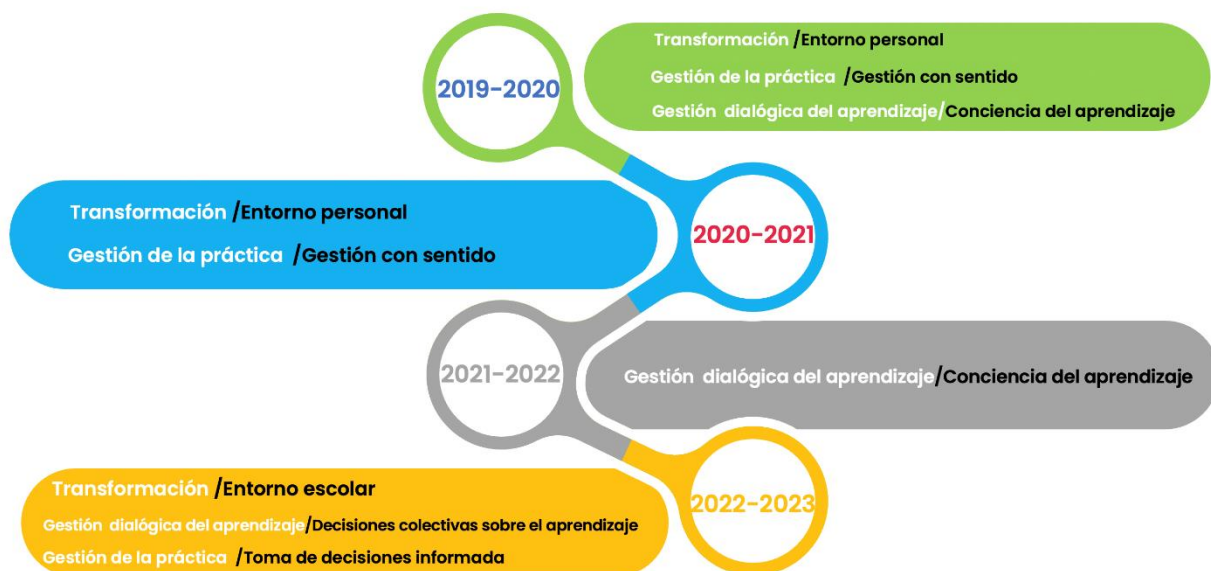 2019-2020
Transformación /Entorno personal
Gestión de la práctica /Gestión con sentido
Gestión dialógica del aprendizaje/Conciencia del aprendizaje
2020-2021
Transformación /Entorno personal
Gestión de la práctica /Gestión con sentido
2021-2022
Gestión dialógica del aprendizaje/Conciencia del aprendizaje
2022-2023
Transformación /Entorno escolar
Gestión dialógica del aprendizaje/Decisiones colectivas sobre el aprendizaje
Gestión de la práctica /Toma de decisiones informada